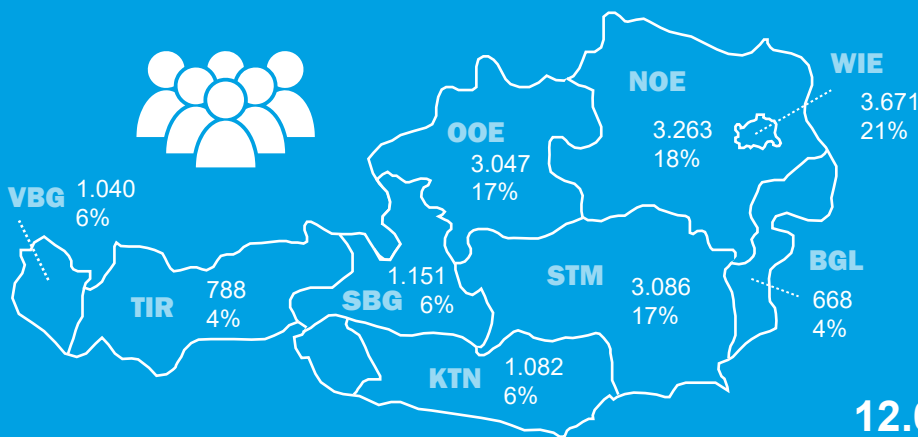 WIE
3.671
21%
NOE
3.263
18%
OOE
3.047
17%
VBG
1.040
6%
TIR
788
4%
SBG
1.151
6%
STM
3.086
17%
BGL
668
4%
KTN
1.082
6%